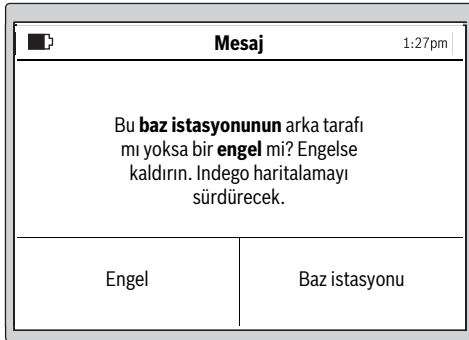 Mesaj 1:27pm
Bu baz istasyonunun arka tarafı
mı yoksa bir engel mi? Engelse
kaldırın. Indego haritalamayı
sürdürecek.
Engel Baz istasyonu